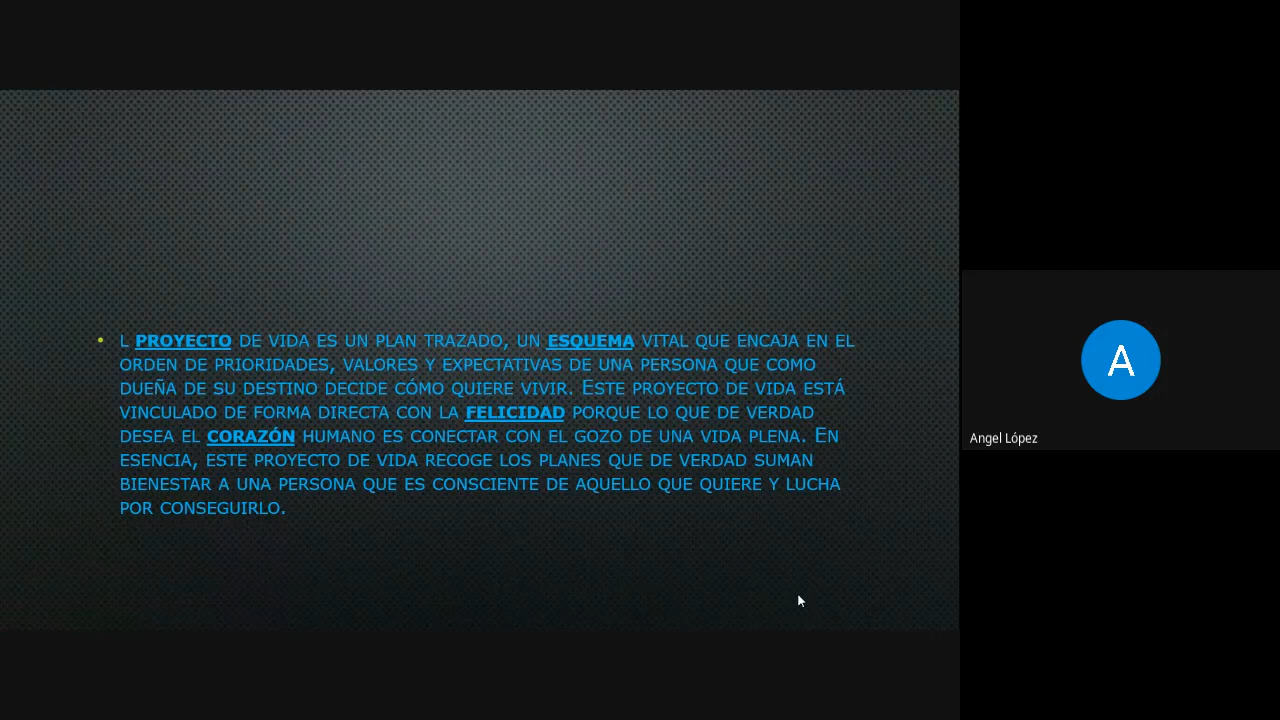 • L PROYECTO DE VIDA ES UN PLAN TRAZADO, UN ESQUEMA VITAL QUE ENCAJA EN EL
ORDEN DE PRIORIDADES, VALORES Y EXPECTATIVAS DE UNA PERSONA QUE COMO
DUEÑA DE SU DESTINO DECIDE CÓMO QUIERE VIVIR. ESTE PROYECTO DE VIDA ESTÁ
VINCULADO DE FORMA DIRECTA CON LA FELICIDAD PORQUE LO QUE DE VERDAD
DESEA EL CORAZÓN HUMANO ES CONECTAR CON EL GOZO DE UNA VIDA PLENA. EN
ESENCIA, ESTE PROYECTO DE VIDA RECOGE LOS PLANES QUE DE VERDAD SUMAN
BIENESTAR A UNA PERSONA QUE ES CONSCIENTE DE AQUELLO QUE QUIERE Y LUCHA
POR CONSEGUIRLO.
A
Angel López